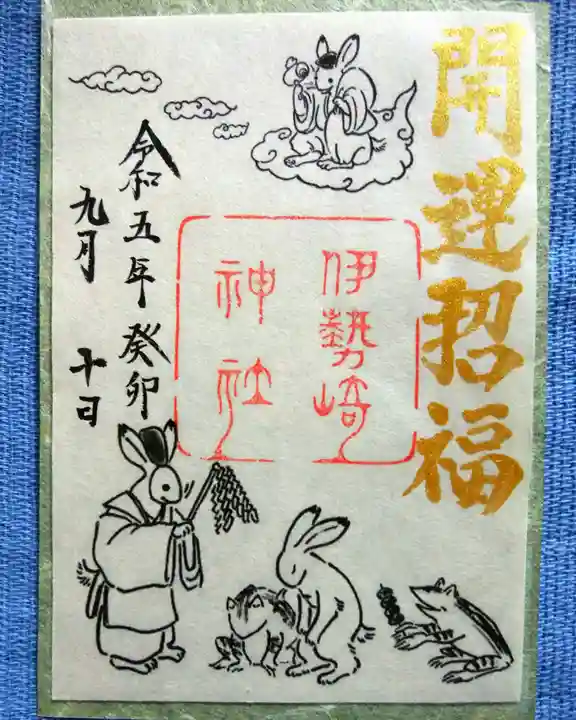 開運招福
伊勢崎
神社
令和五年癸卯
九月十日